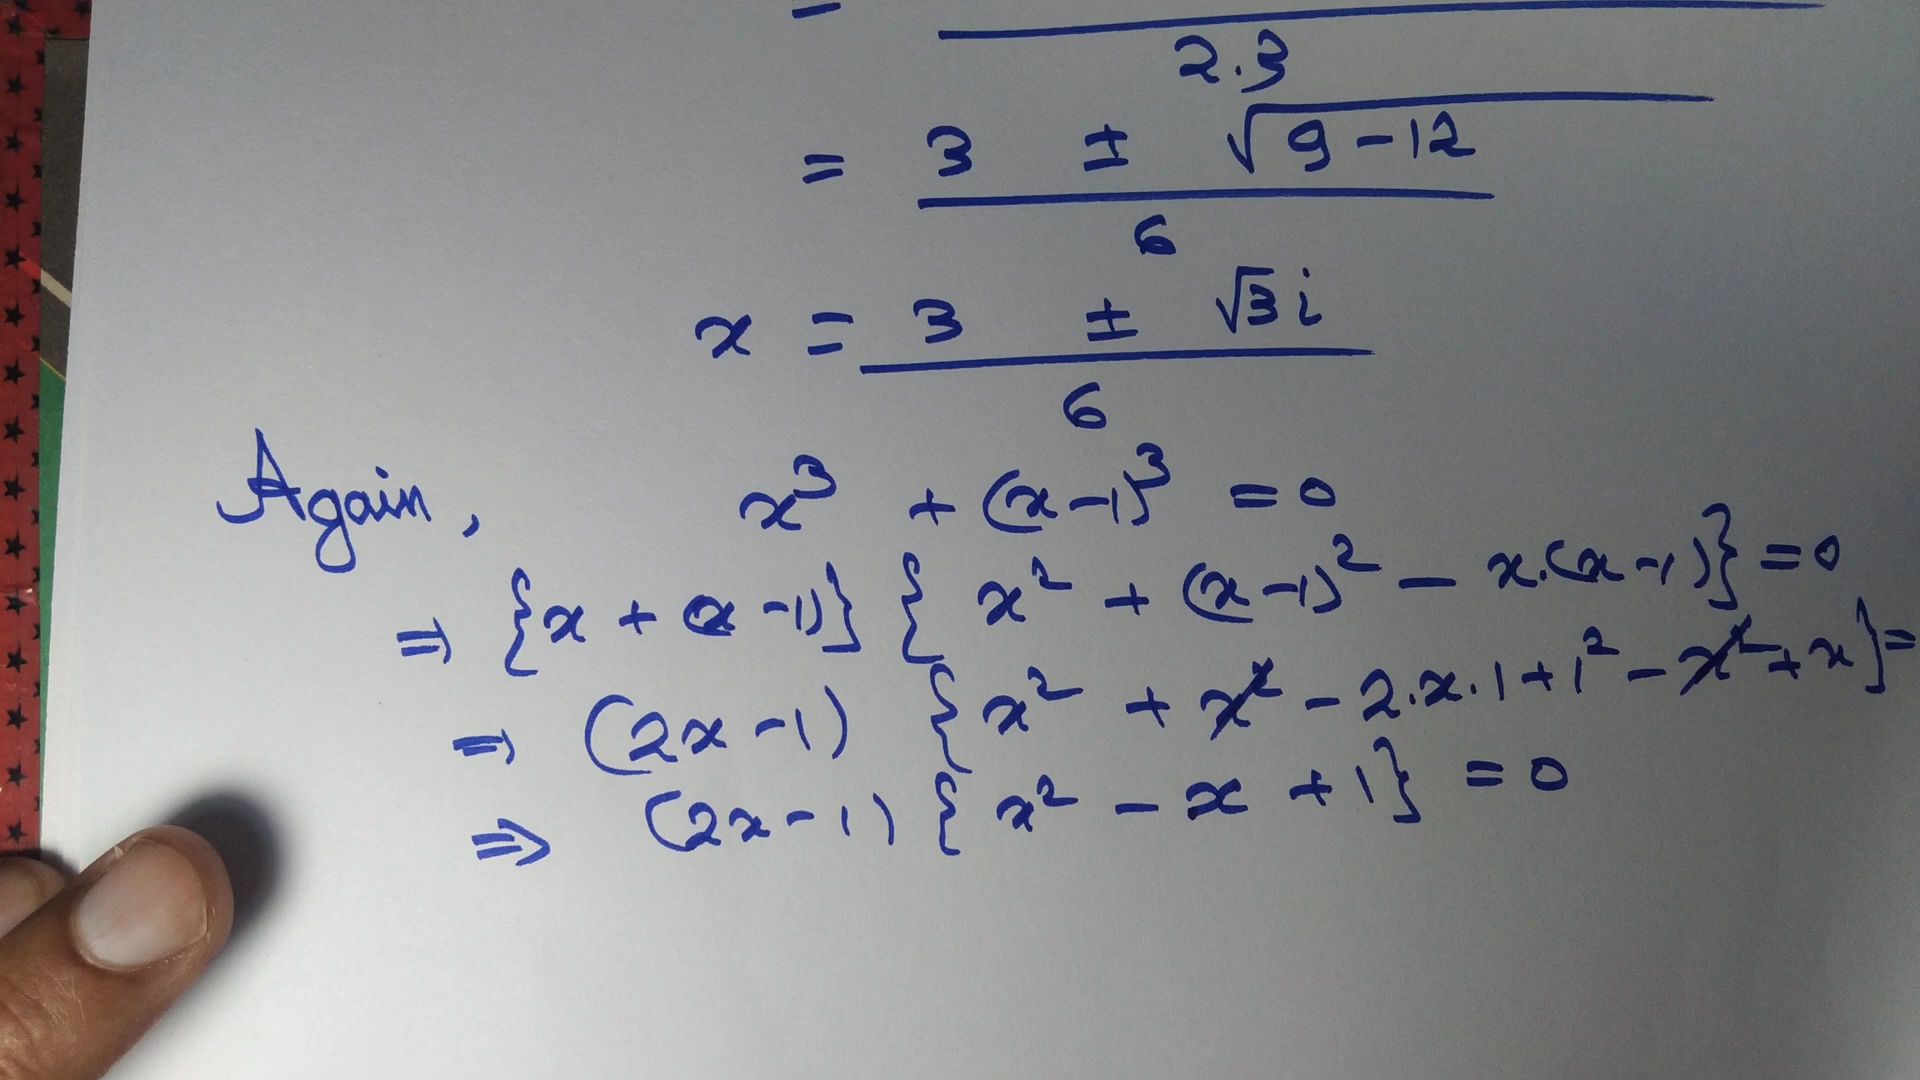 =
2.3
= 3 ± √9-12
6
x = 3 ± √3i
6
Again, x³ + (x-1)³ = 0
⇒ {x + (x-1)} {x² + (x-1)² - x.(x-1)} = 0
⇒ (2x-1) {x² + x² - 2.x.1 + 1² - x² + x} =
⇒ (2x-1) {x² - x + 1} = 0